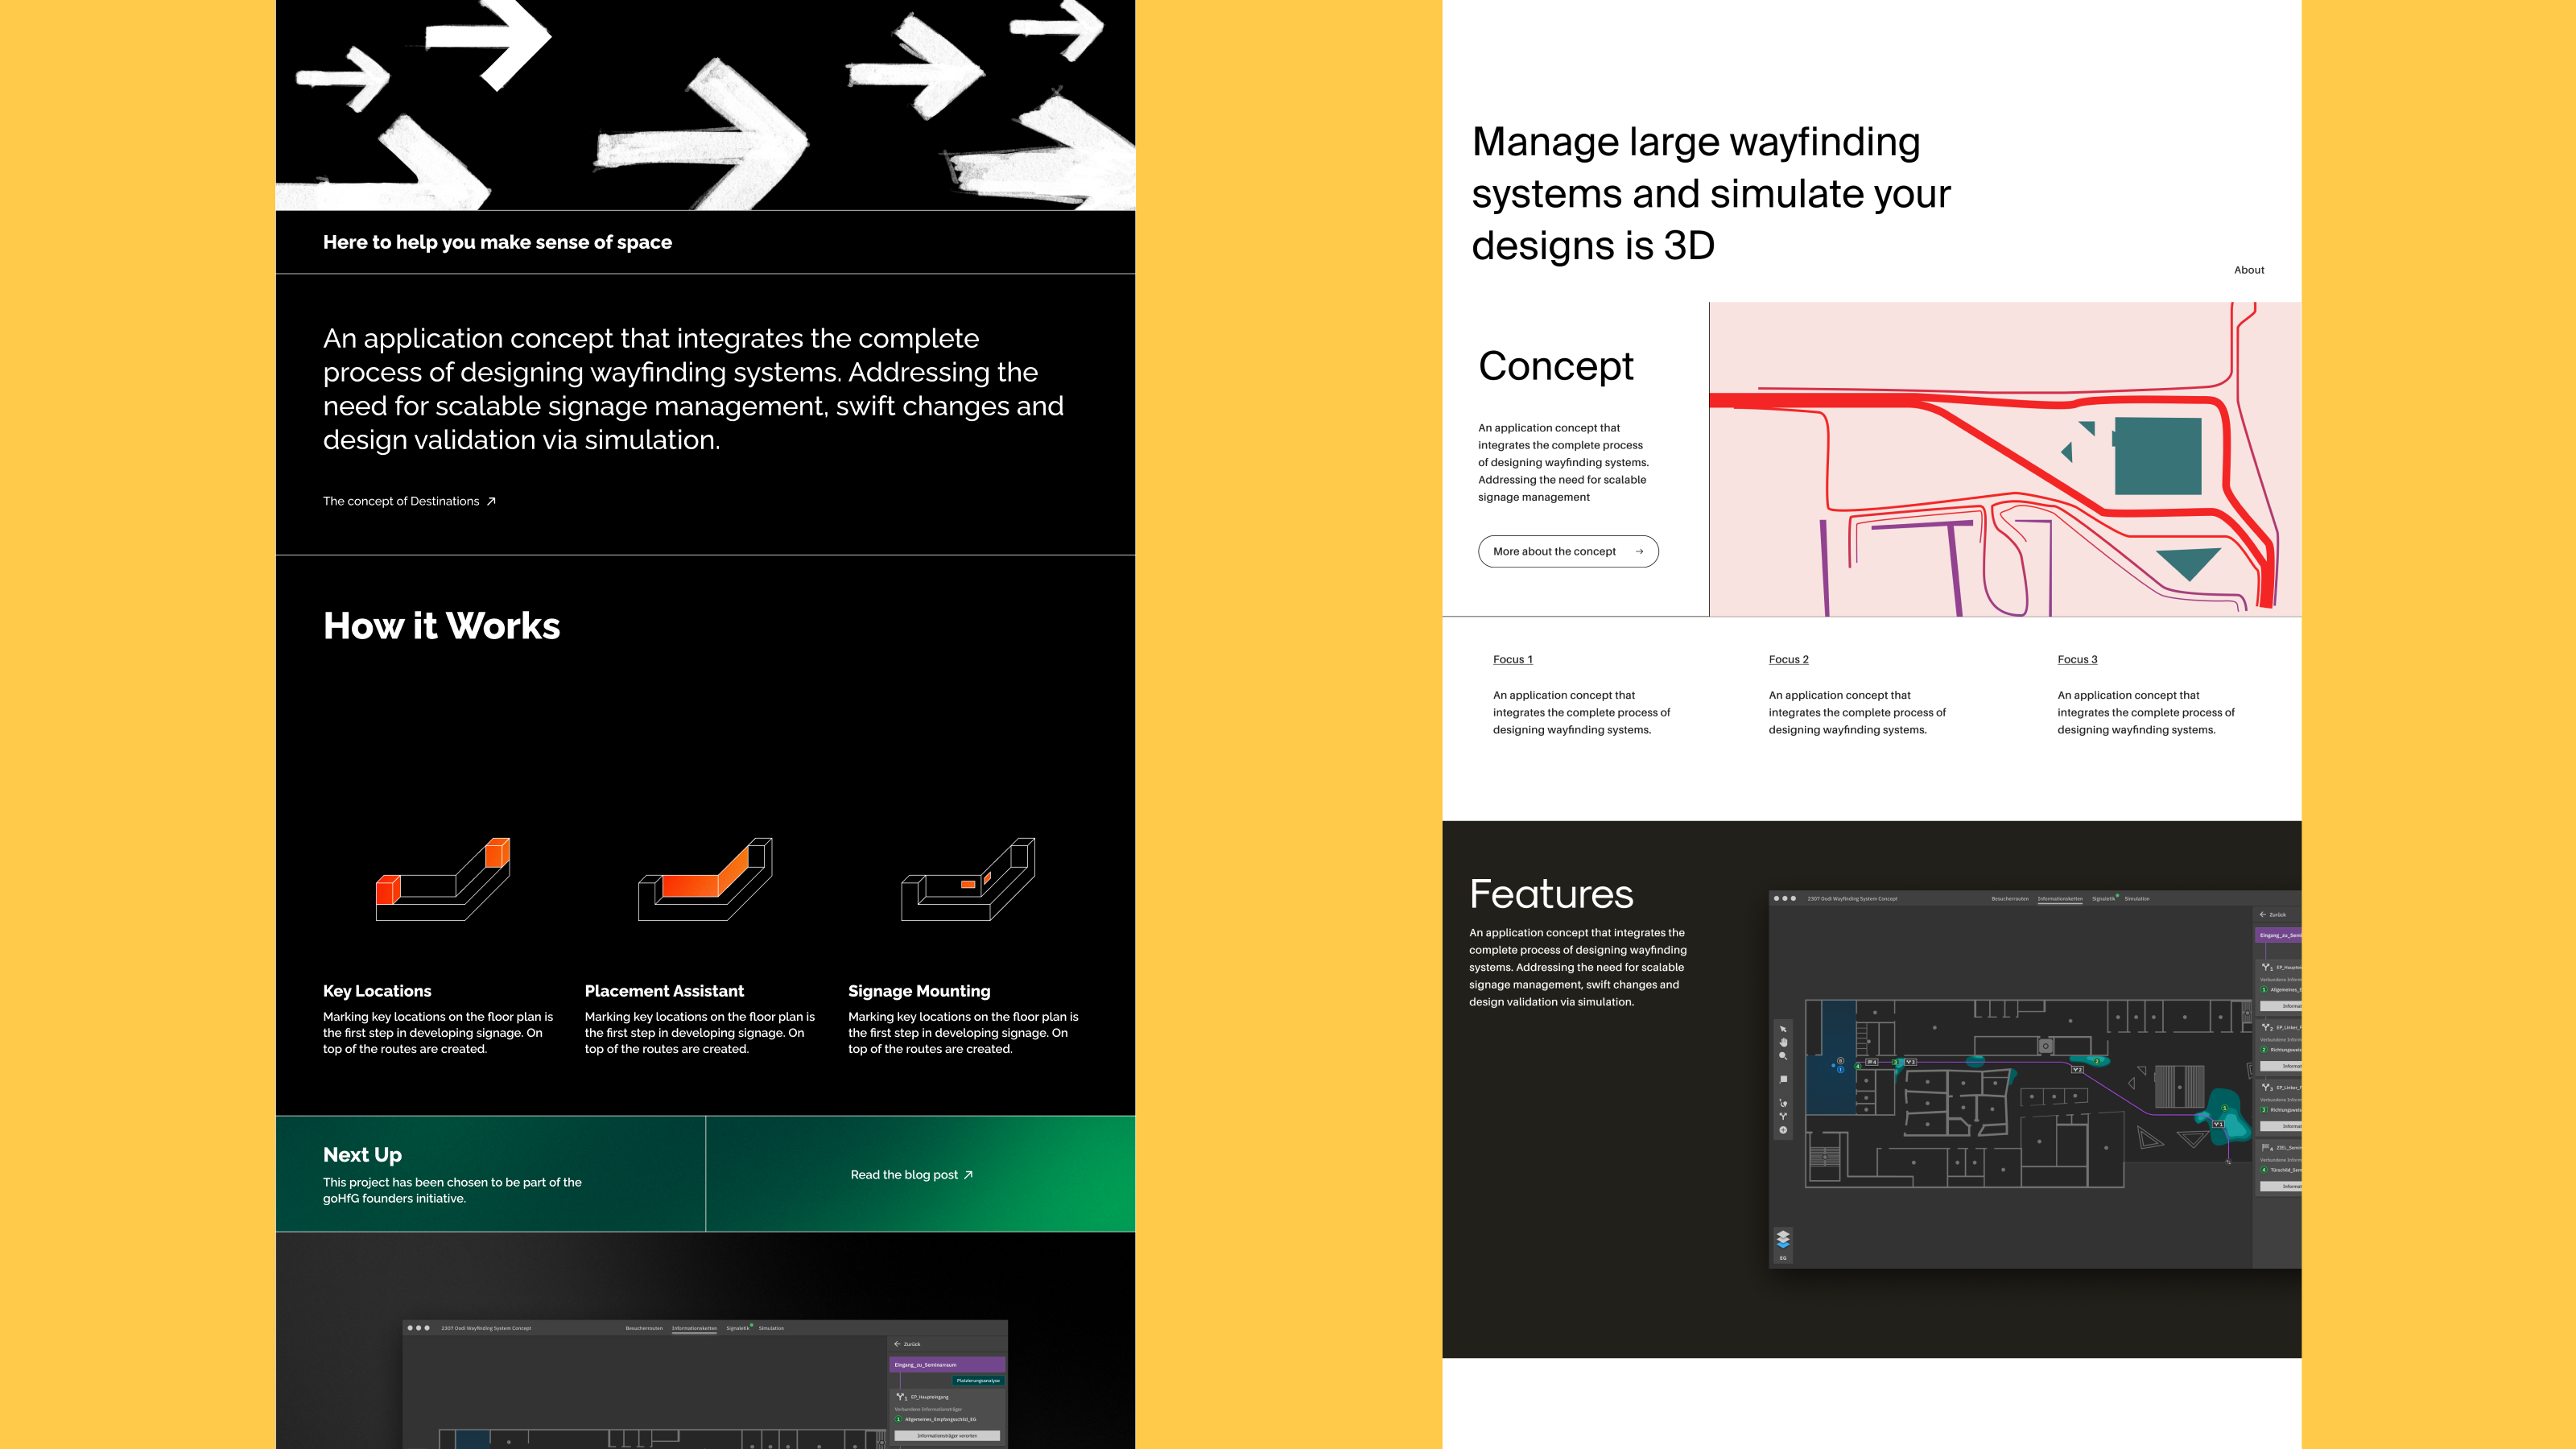 Here to help you make sense of space
An application concept that integrates the complete
process of designing wayfinding systems. Addressing the
need for scalable signage management, swift changes and
design validation via simulation.
The concept of Destinations
How it Works
Key Locations
Marking key locations on the floor plan is
the first step in developing signage. On
top of the routes are created.
Placement Assistant
Marking key locations on the floor plan is
the first step in developing signage. On
top of the routes are created.
Signage Mounting
Marking key locations on the floor plan is
the first step in developing signage. On
top of the routes are created.
Next Up
This project has been chosen to be part of the
goHfG founders initiative.
Read the blog post
2307 Godi Wayfinding System Concept
Besucherrouten
Informationsketten
Signaletik
Simulation
Zurück
Eingang_zu_Seminarraum
Platzierungsanalyse
EP_Haupteingang
Verbundene Informationsträger
1 Allgemeines_Empfangsschild_EG
Informationsträger verorten
Manage large wayfinding
systems and simulate your
designs is 3D
About
Concept
An application concept that
integrates the complete process
of designing wayfinding systems.
Addressing the need for scalable
signage management
More about the concept
Focus 1
An application concept that
integrates the complete process of
designing wayfinding systems.
Focus 2
An application concept that
integrates the complete process of
designing wayfinding systems.
Focus 3
An application concept that
integrates the complete process of
designing wayfinding systems.
Features
An application concept that integrates the
complete process of designing wayfinding
systems. Addressing the need for scalable
signage management, swift changes and
design validation via simulation.
2307 Godi Wayfinding System Concept
Besucherrouten
Informationsketten
Signaletik
Simulation
Zurück
EG